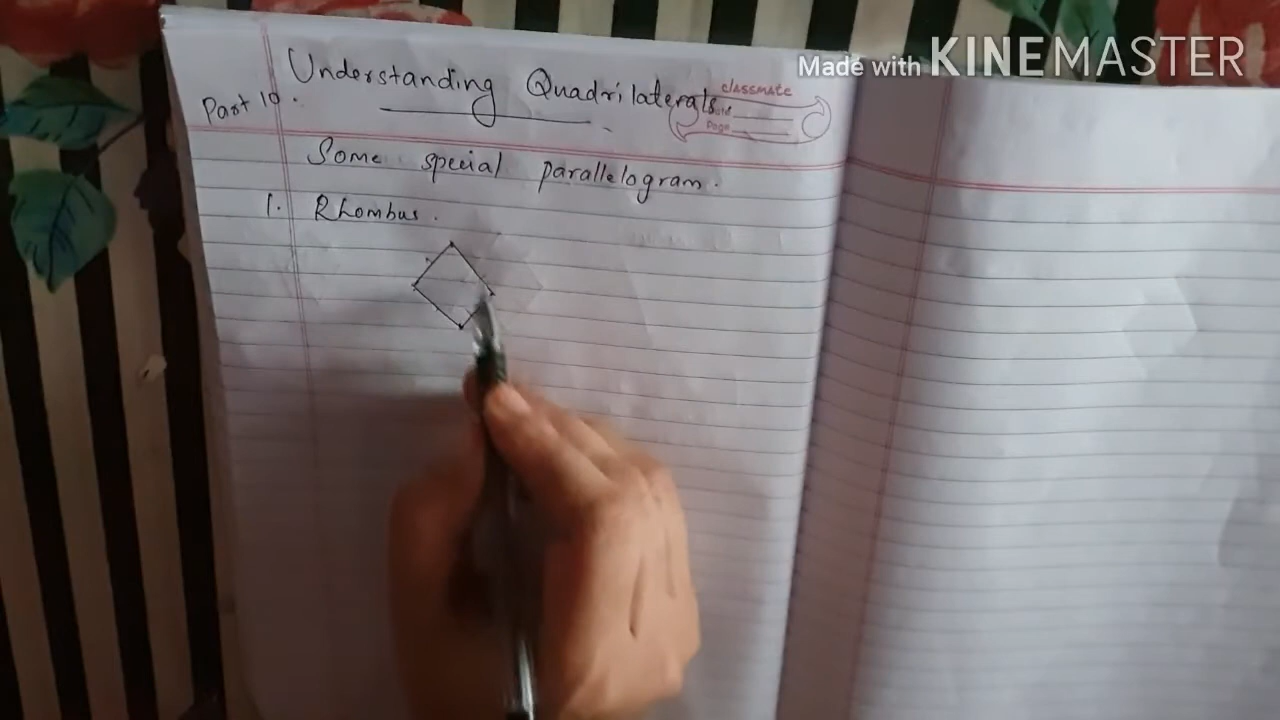 Made with KINEMASTER
Understanding Quadrilaterals
classmate
Part 10.
Date
Page
Some special parallelogram.
1. Rhombus.